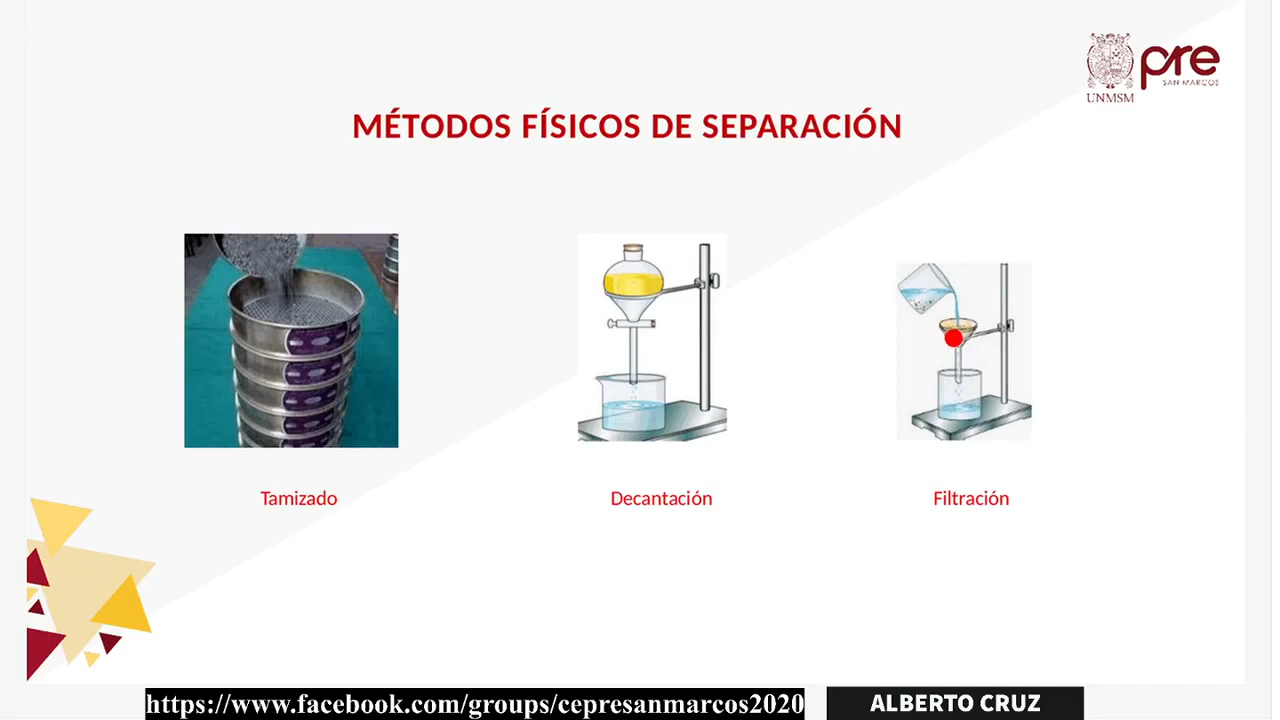 UNMSM
pre
SAN MARCOS
MÉTODOS FÍSICOS DE SEPARACIÓN
Tamizado
Decantación
Filtración
https://www.facebook.com/groups/cepresanmarcos2020
ALBERTO CRUZ